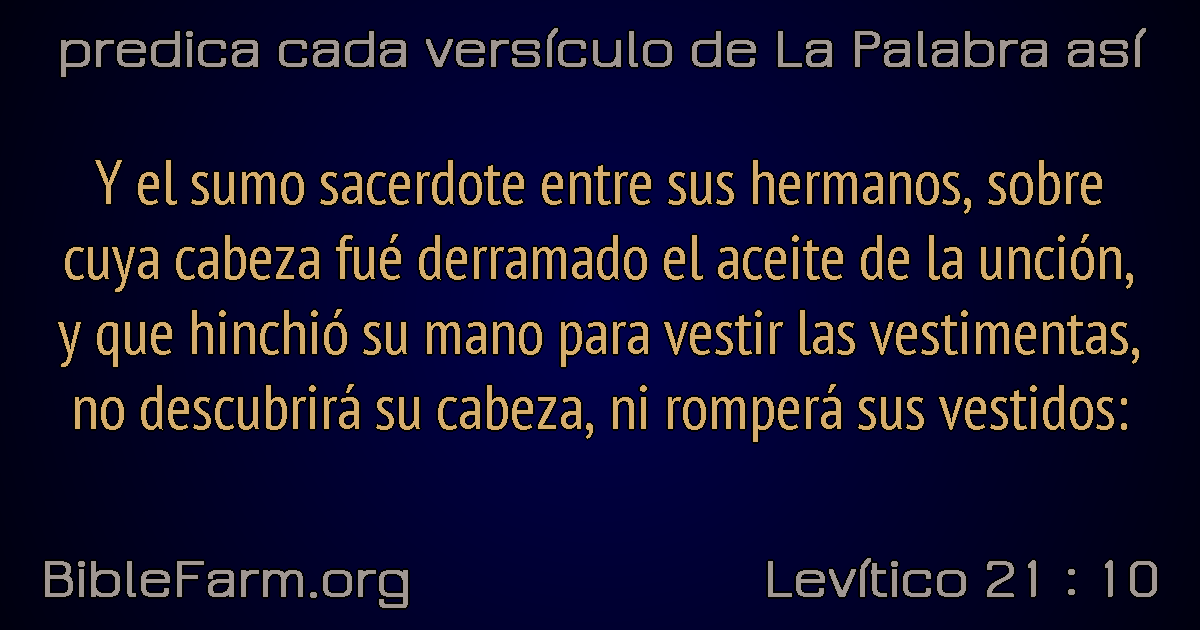 predica cada versículo de La Palabra así
Y el sumo sacerdote entre sus hermanos, sobre
cuya cabeza fué derramado el aceite de la unción,
y que hinchió su mano para vestir las vestimentas,
no descubrirá su cabeza, ni romperá sus vestidos:
BibleFarm.org
Levítico 21 : 10